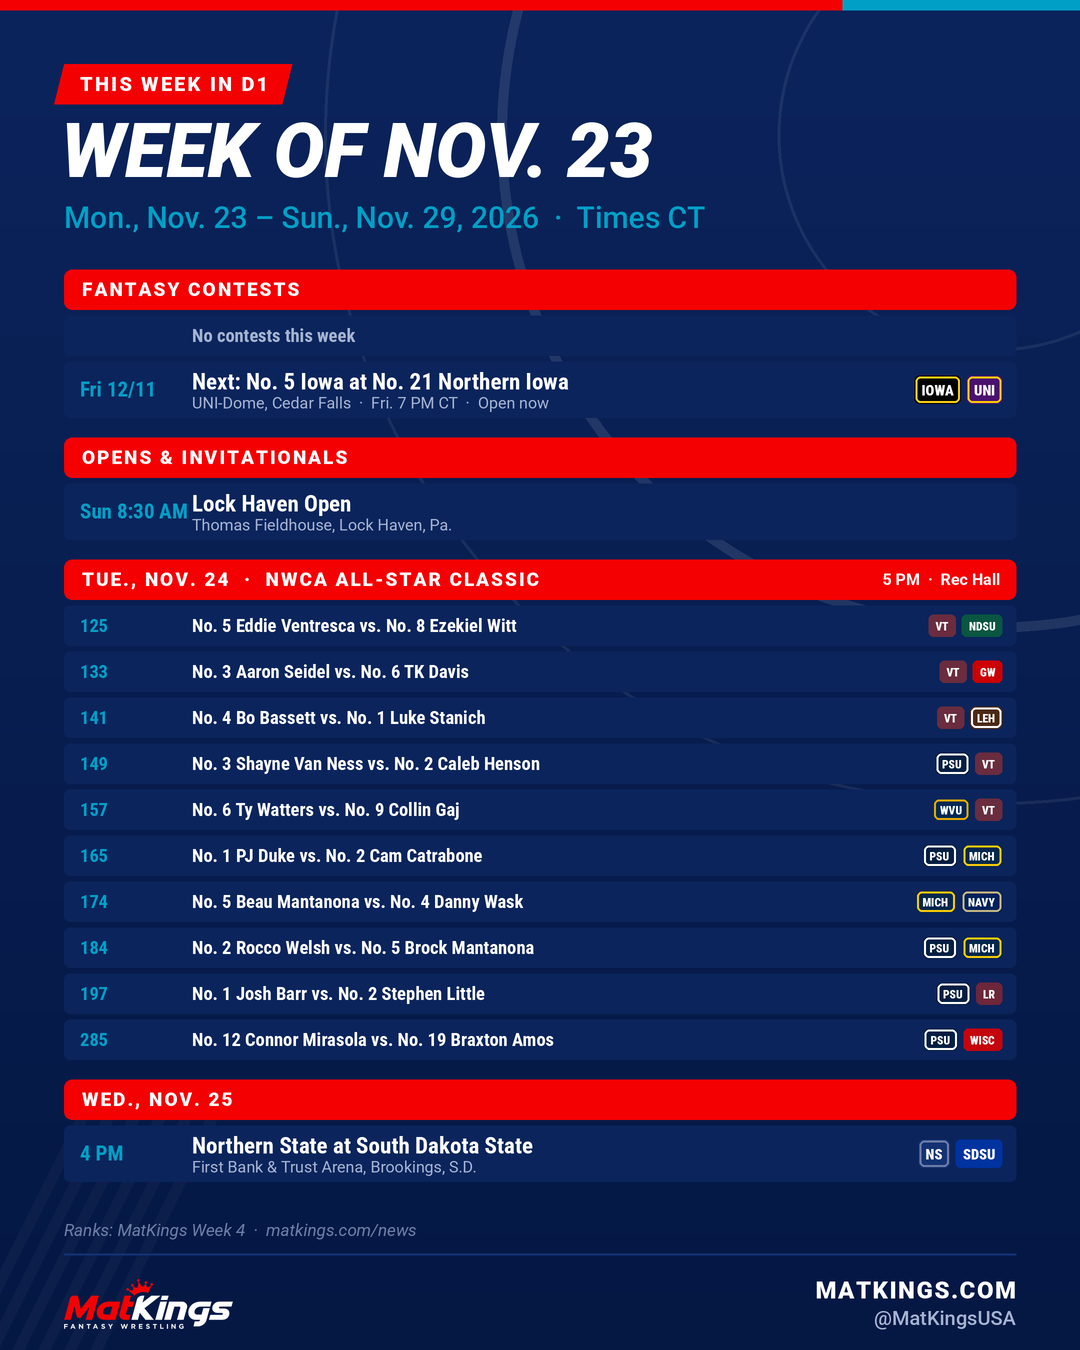 THIS WEEK IN D1
WEEK OF NOV. 23
Mon., Nov. 23 – Sun., Nov. 29, 2026 · Times CT
FANTASY CONTESTS
No contests this week
Fri 12/11 Next: No. 5 Iowa at No. 21 Northern Iowa IOWA UNI
UNI-Dome, Cedar Falls · Fri. 7 PM CT · Open now
OPENS & INVITATIONALS
Sun 8:30 AM Lock Haven Open
Thomas Fieldhouse, Lock Haven, Pa.
TUE., NOV. 24 · NWCA ALL-STAR CLASSIC 5 PM · Rec Hall
125 No. 5 Eddie Ventresca vs. No. 8 Ezekiel Witt VT NDSU
133 No. 3 Aaron Seidel vs. No. 6 TK Davis VT GW
141 No. 4 Bo Bassett vs. No. 1 Luke Stanich VT LEH
149 No. 3 Shayne Van Ness vs. No. 2 Caleb Henson PSU VT
157 No. 6 Ty Watters vs. No. 9 Collin Gaj WVU VT
165 No. 1 PJ Duke vs. No. 2 Cam Catrabone PSU MICH
174 No. 5 Beau Mantanona vs. No. 4 Danny Wask MICH NAVY
184 No. 2 Rocco Welsh vs. No. 5 Brock Mantanona PSU MICH
197 No. 1 Josh Barr vs. No. 2 Stephen Little PSU LR
285 No. 12 Connor Mirasola vs. No. 19 Braxton Amos PSU WISC
WED., NOV. 25
4 PM Northern State at South Dakota State NS SDSU
First Bank & Trust Arena, Brookings, S.D.
Ranks: MatKings Week 4 · matkings.com/news
MatKings
FANTASY WRESTLING
MATKINGS.COM
@MatKingsUSA